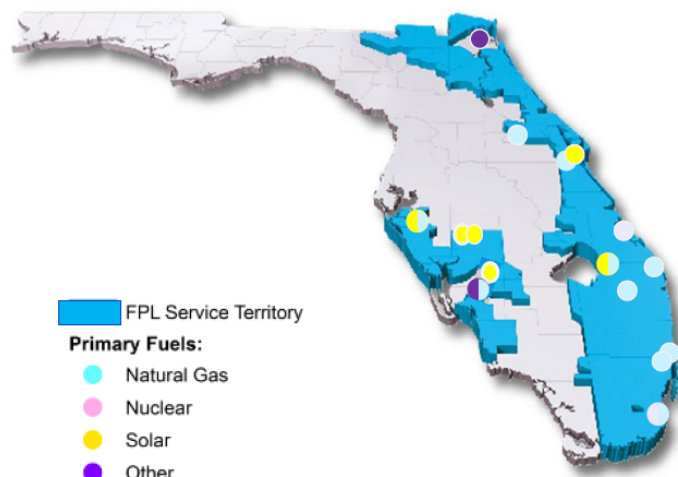 FPL Service Territory
Primary Fuels:
Natural Gas
Nuclear
Solar
Other